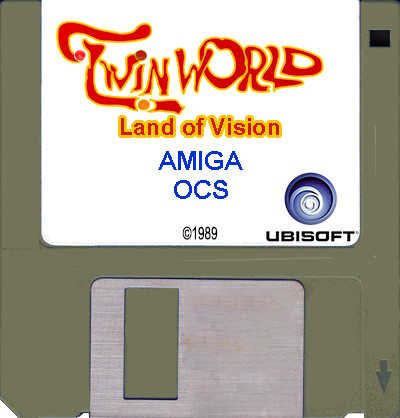 TWINWORLD
Land of Vision
AMIGA
OCS
©1989
UBISOFT®